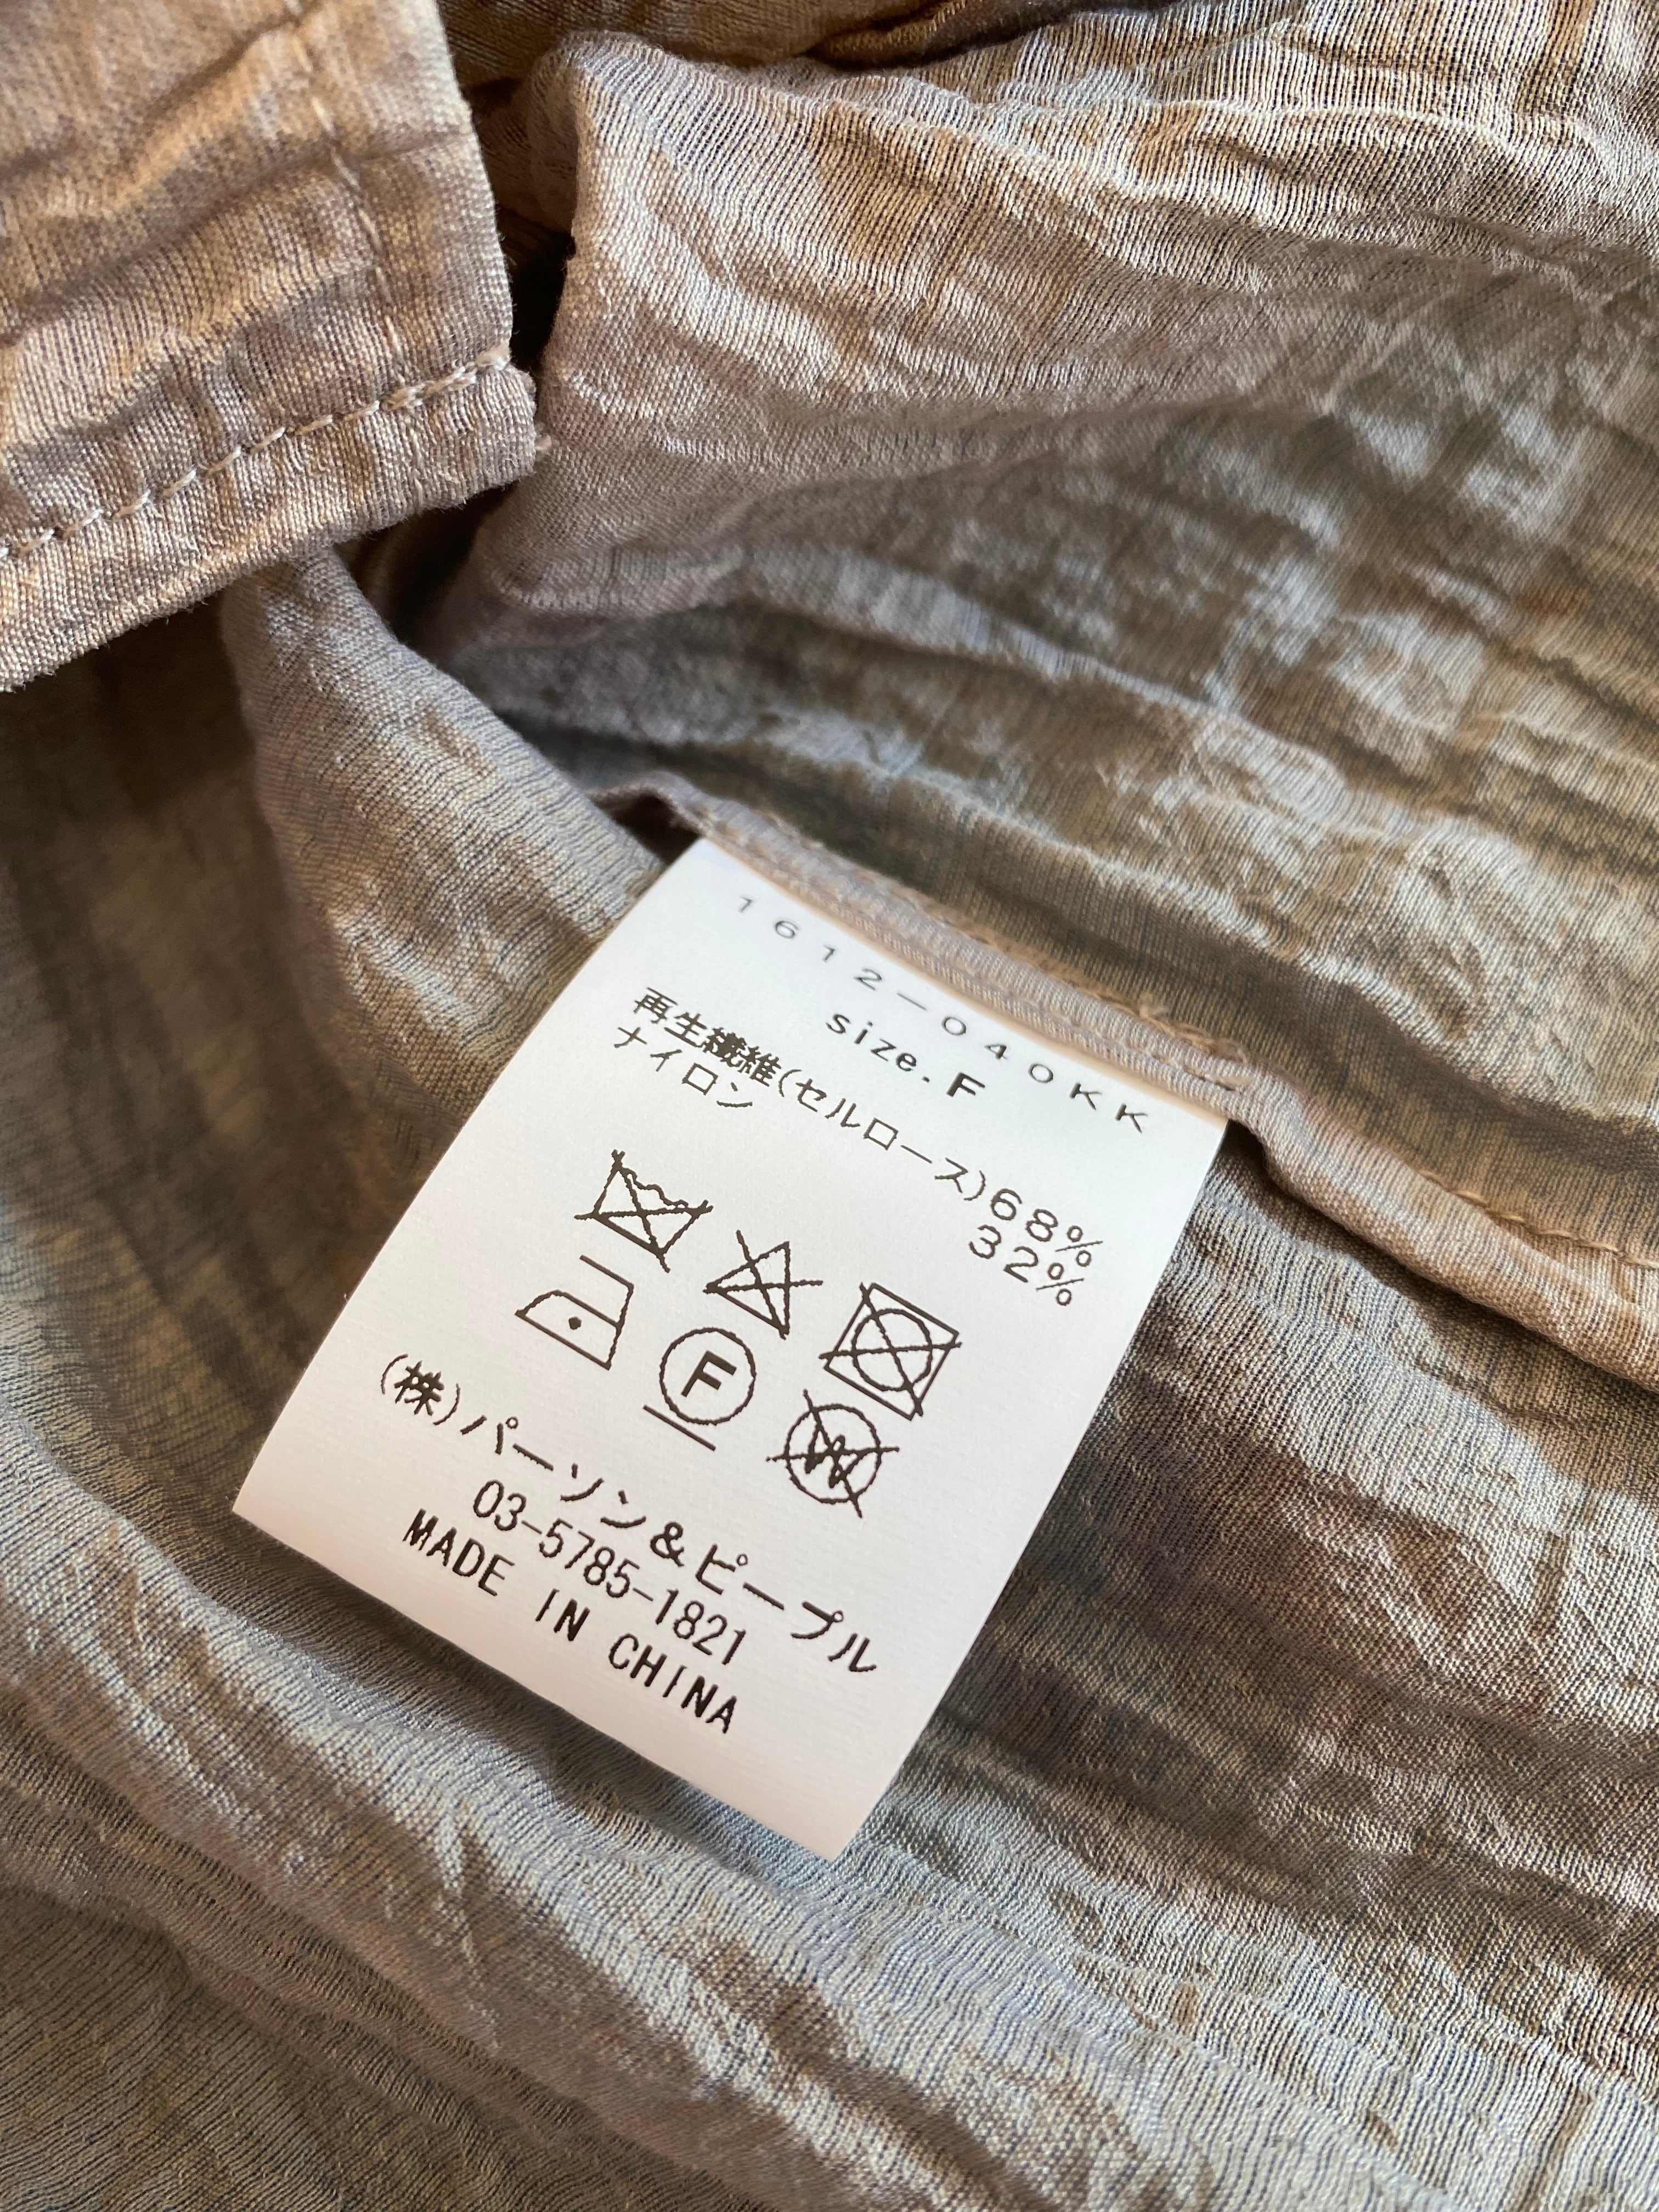 1612-040KK
size.F
再生繊維(セルロース)68%
ナイロン 32%
F
W
(株)パーソン&ピープル
03-5785-1821
MADE IN CHINA